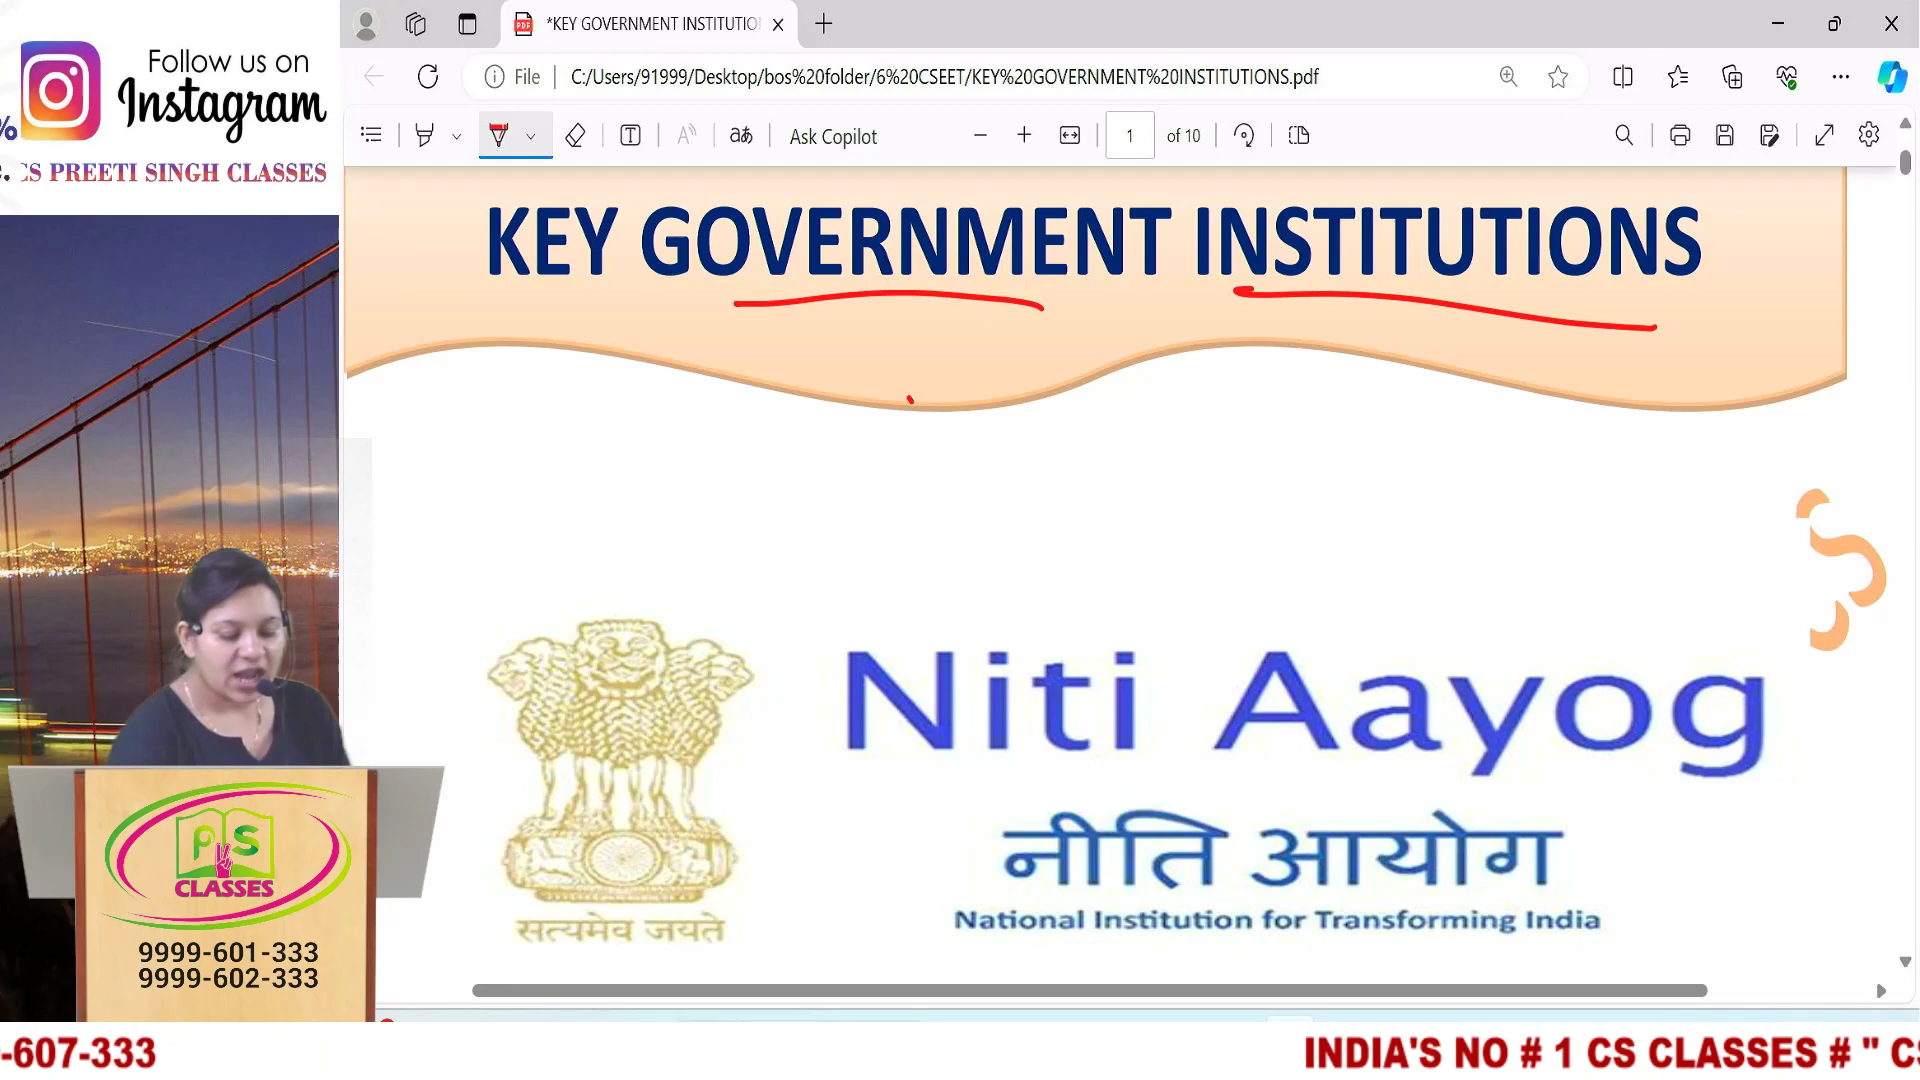 Follow us on
Instagram
%
CS PREETI SINGH CLASSES
*KEY GOVERNMENT INSTITUTIO
File
C:/Users/91999/Desktop/bos%20folder/6%20CSEET/KEY%20GOVERNMENT%20INSTITUTIONS.pdf
Ask Copilot
1 of 10
KEY GOVERNMENT INSTITUTIONS
Niti Aayog
नीति आयोग
National Institution for Transforming India
सत्यमेव जयते
PS
CLASSES
9999-601-333
9999-602-333
-607-333
INDIA'S NO # 1 CS CLASSES # " CS